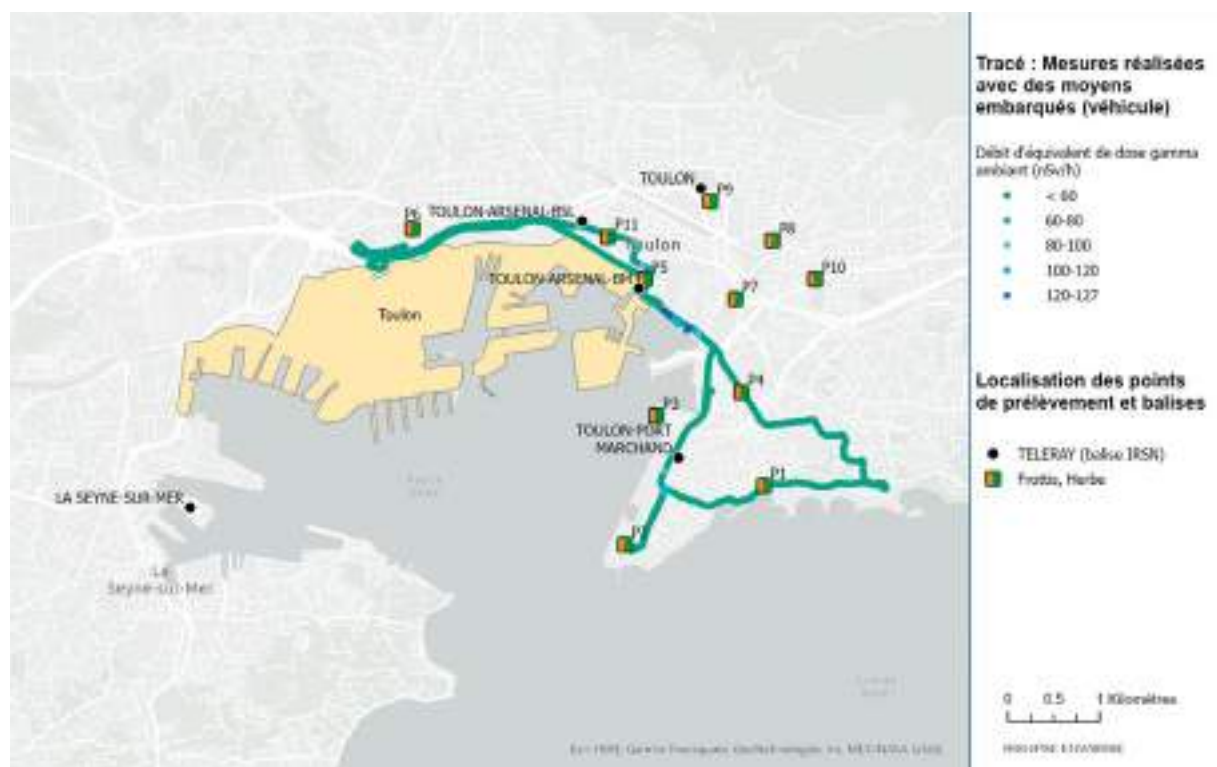 TOULON
P9
P6
TOULON-ARSENAL-BSL
P11
P8
Toulon
P5
P10
TOULON-ARSENAL-BM
P7
Toulon
P4
P3
TOULON-PORT
MARCHAND
P1
LA SEYNE-SUR-MER
La
Seyne-sur-Mer
Tracé : Mesures réalisées
avec des moyens
embarqués (véhicule)
Débit d'équivalent de dose gamma
ambiant (nSv/h)
< 60
60-80
80-100
100-120
120-127
Localisation des points
de prélèvement et balises
TELERAY (balise IRSN)
Frottis, Herbe
0 0.5 1 Kilomètres